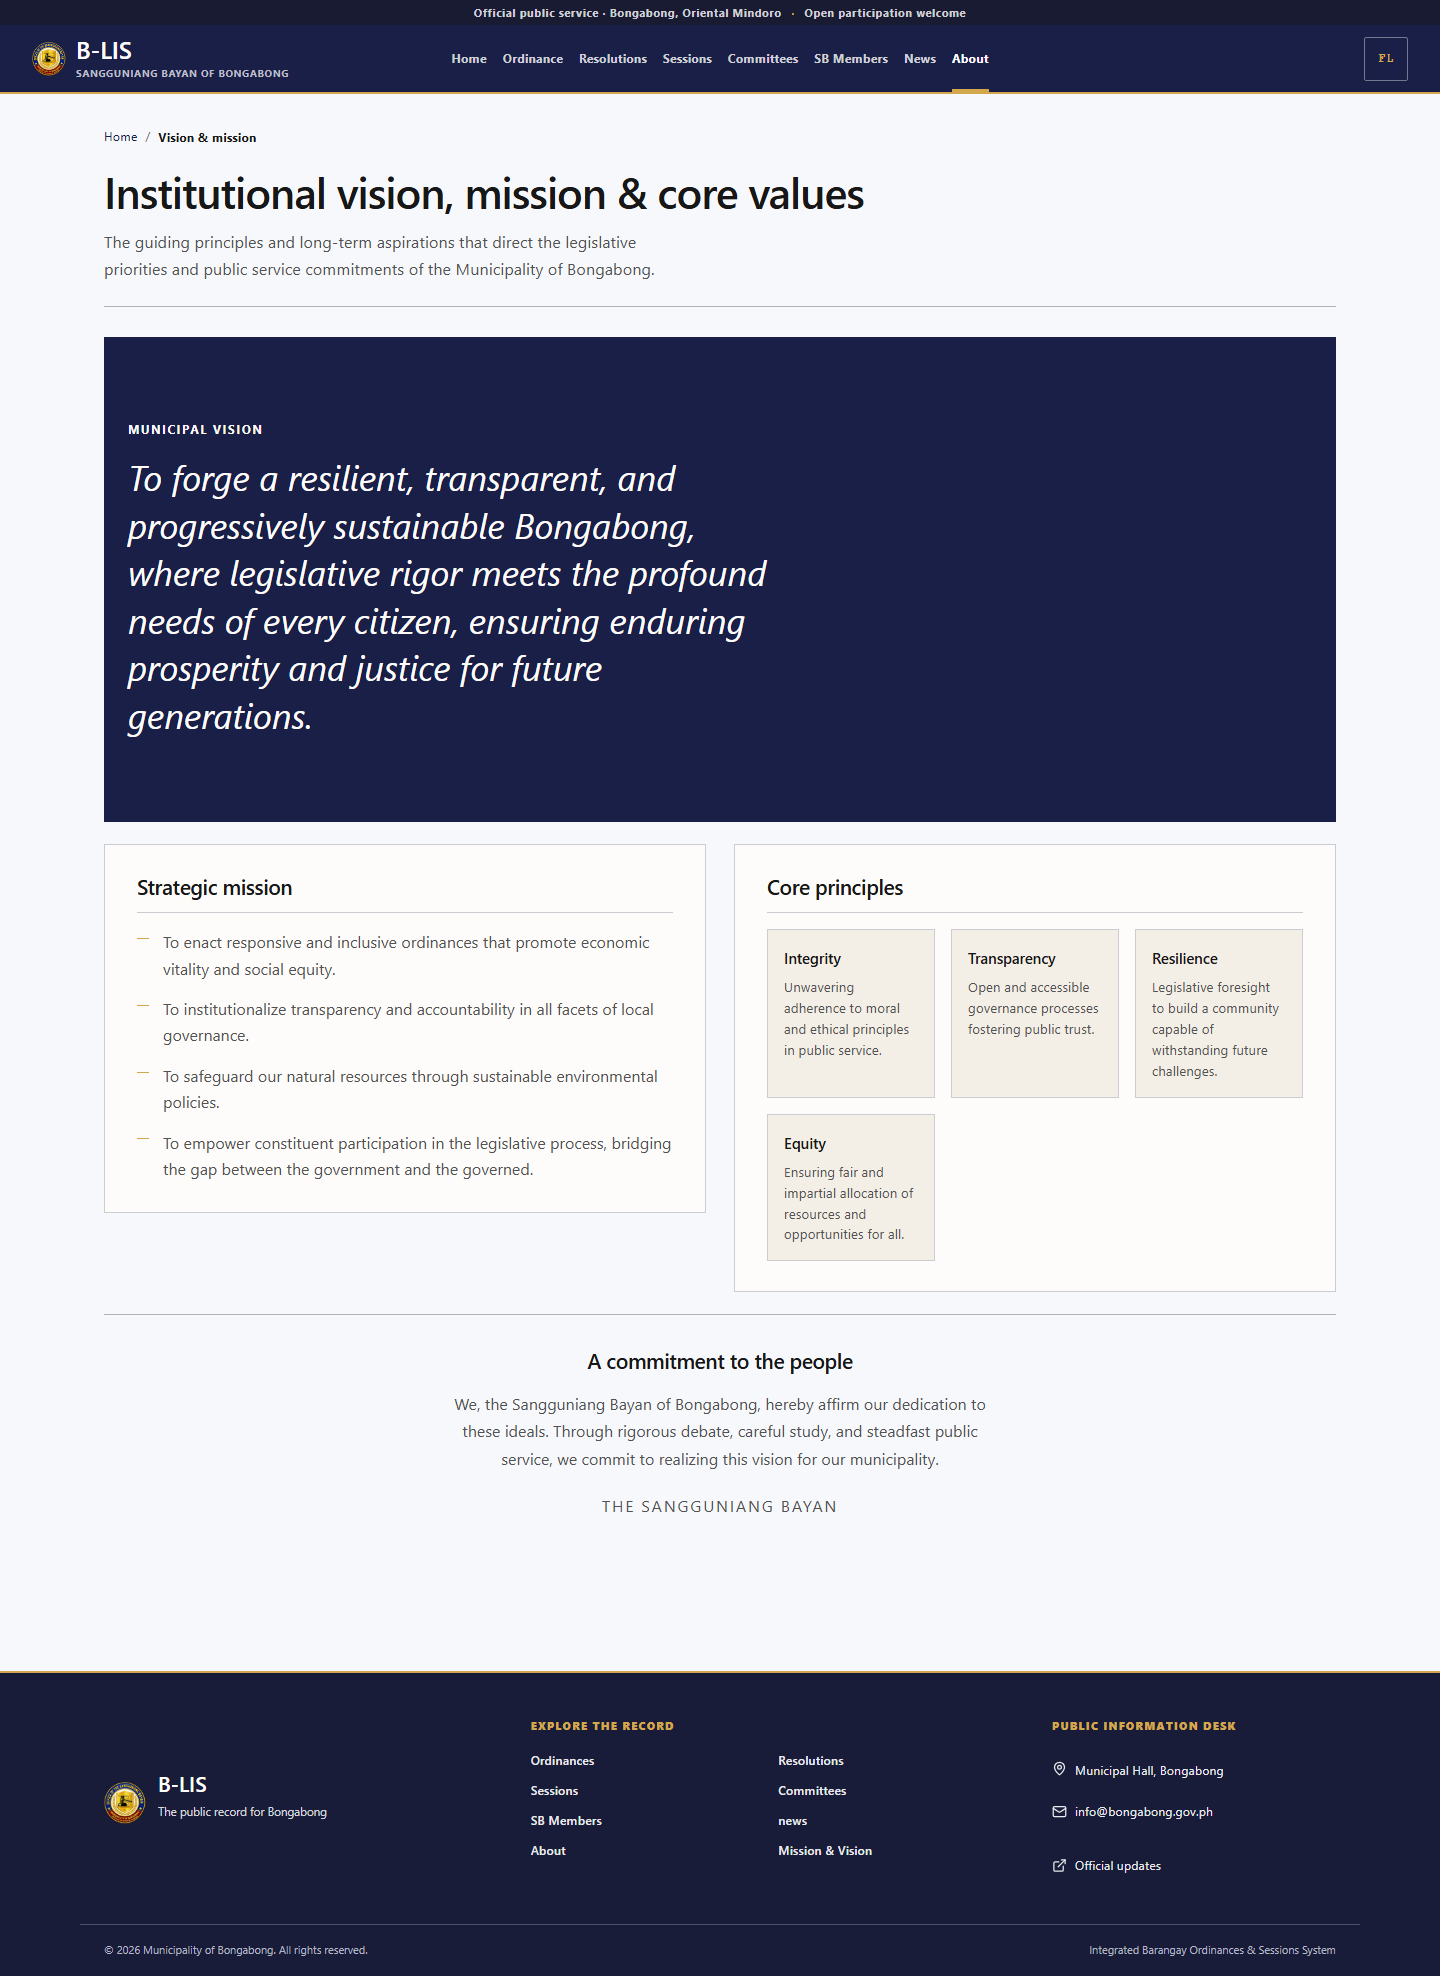 Official public service · Bongabong, Oriental Mindoro · Open participation welcome
B-LIS
SANGGUNIANG BAYAN OF BONGABONG
Home Ordinance Resolutions Sessions Committees SB Members News About
FL
Home / Vision & mission
Institutional vision, mission & core values
The guiding principles and long-term aspirations that direct the legislative
priorities and public service commitments of the Municipality of Bongabong.
MUNICIPAL VISION
To forge a resilient, transparent, and
progressively sustainable Bongabong,
where legislative rigor meets the profound
needs of every citizen, ensuring enduring
prosperity and justice for future
generations.
Strategic mission
— To enact responsive and inclusive ordinances that promote economic
vitality and social equity.
— To institutionalize transparency and accountability in all facets of local
governance.
— To safeguard our natural resources through sustainable environmental
policies.
— To empower constituent participation in the legislative process, bridging
the gap between the government and the governed.
Core principles
Integrity
Unwavering
adherence to moral
and ethical principles
in public service.
Transparency
Open and accessible
governance processes
fostering public trust.
Resilience
Legislative foresight
to build a community
capable of
withstanding future
challenges.
Equity
Ensuring fair and
impartial allocation of
resources and
opportunities for all.
A commitment to the people
We, the Sangguniang Bayan of Bongabong, hereby affirm our dedication to
these ideals. Through rigorous debate, careful study, and steadfast public
service, we commit to realizing this vision for our municipality.
THE SANGGUNIANG BAYAN
B-LIS
The public record for Bongabong
EXPLORE THE RECORD
Ordinances
Resolutions
Sessions
Committees
SB Members
news
About
Mission & Vision
PUBLIC INFORMATION DESK
Municipal Hall, Bongabong
info@bongabong.gov.ph
Official updates
© 2026 Municipality of Bongabong. All rights reserved.
Integrated Barangay Ordinances & Sessions System